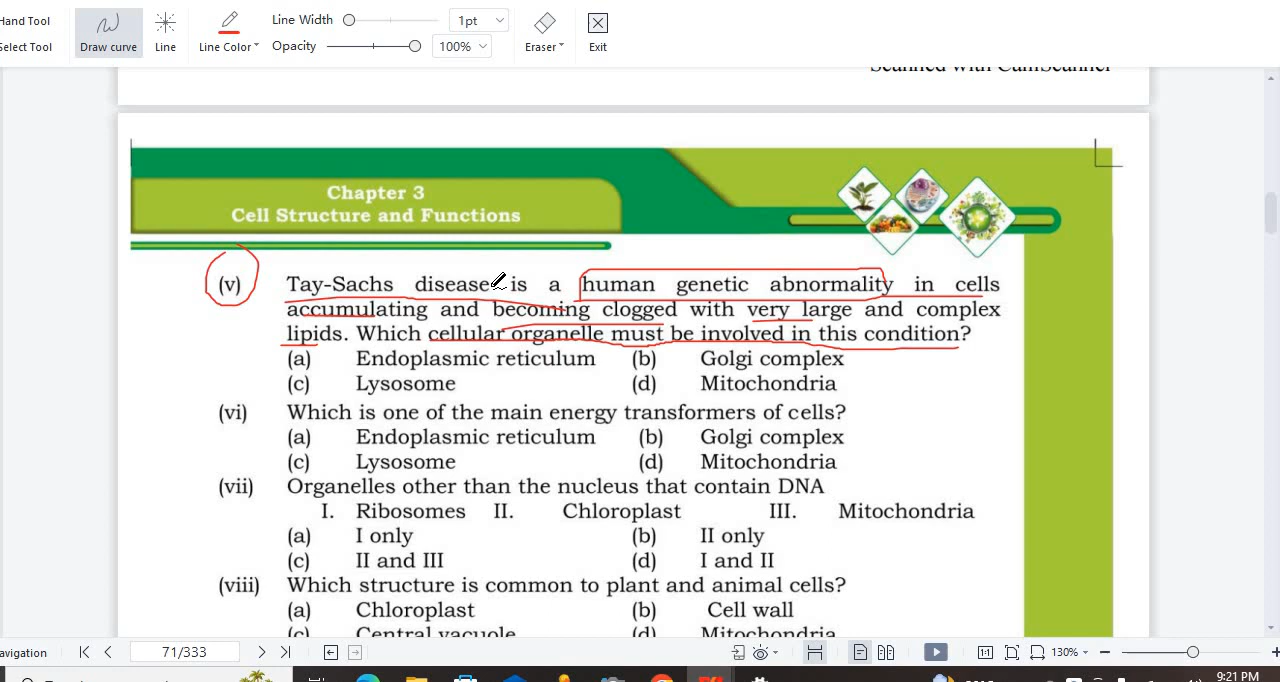 Hand Tool
Select Tool
Draw curve
Line
Line Color
Line Width
1pt
Opacity
100%
Eraser
Exit
Scanned with CamScanner
Chapter 3
Cell Structure and Functions
(v) Tay-Sachs disease is a human genetic abnormality in cells
accumulating and becoming clogged with very large and complex
lipids. Which cellular organelle must be involved in this condition?
(a) Endoplasmic reticulum (b) Golgi complex
(c) Lysosome (d) Mitochondria
(vi) Which is one of the main energy transformers of cells?
(a) Endoplasmic reticulum (b) Golgi complex
(c) Lysosome (d) Mitochondria
(vii) Organelles other than the nucleus that contain DNA
I. Ribosomes II. Chloroplast III. Mitochondria
(a) I only (b) II only
(c) II and III (d) I and II
(viii) Which structure is common to plant and animal cells?
(a) Chloroplast (b) Cell wall
(c) Central vacuole (d) Mitochondria
avigation
71/333
1:1
130%
9:21 PM